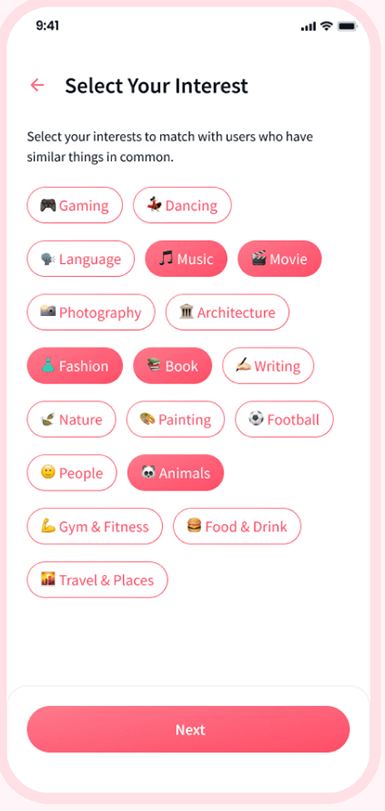 9:41
Select Your Interest
Select your interests to match with users who have
similar things in common.
Gaming Dancing
Language Music Movie
Photography Architecture
Fashion Book Writing
Nature Painting Football
People Animals
Gym & Fitness Food & Drink
Travel & Places
Next